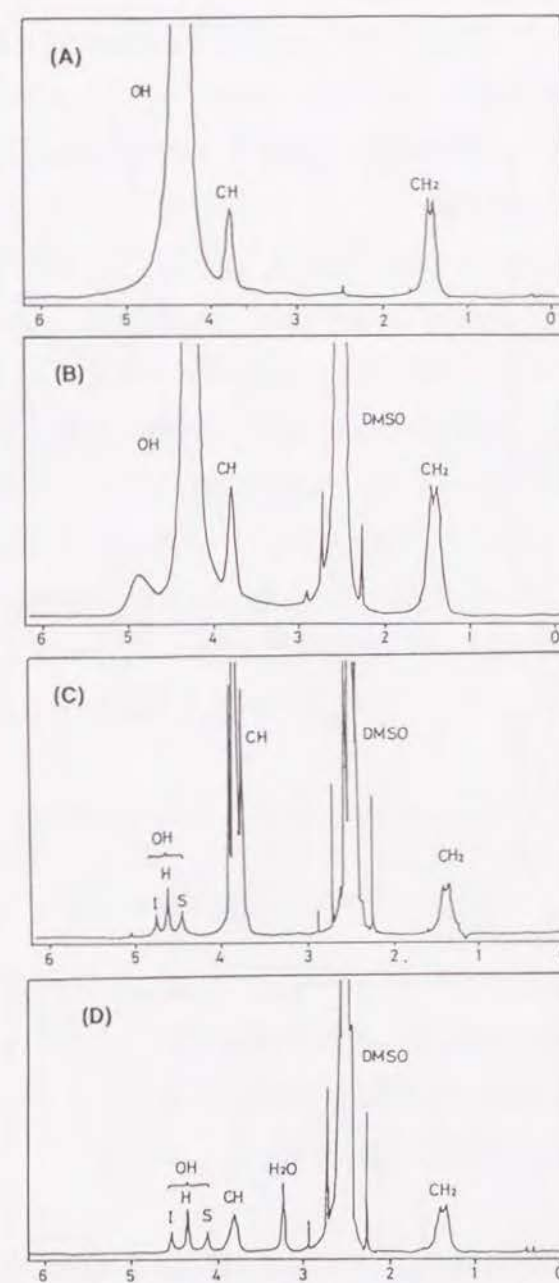 (A)
OH
CH
CH₂
6 5 4 3 2 1 0
(B)
OH
CH
DMSO
CH₂
6 5 4 3 2 1 0
(C)
CH
DMSO
OH
H
I S
CH₂
6 5 4 3 2 . 1
(D)
DMSO
OH
H
I S
CH
H₂O
CH₂
6 5 4 3 2 1